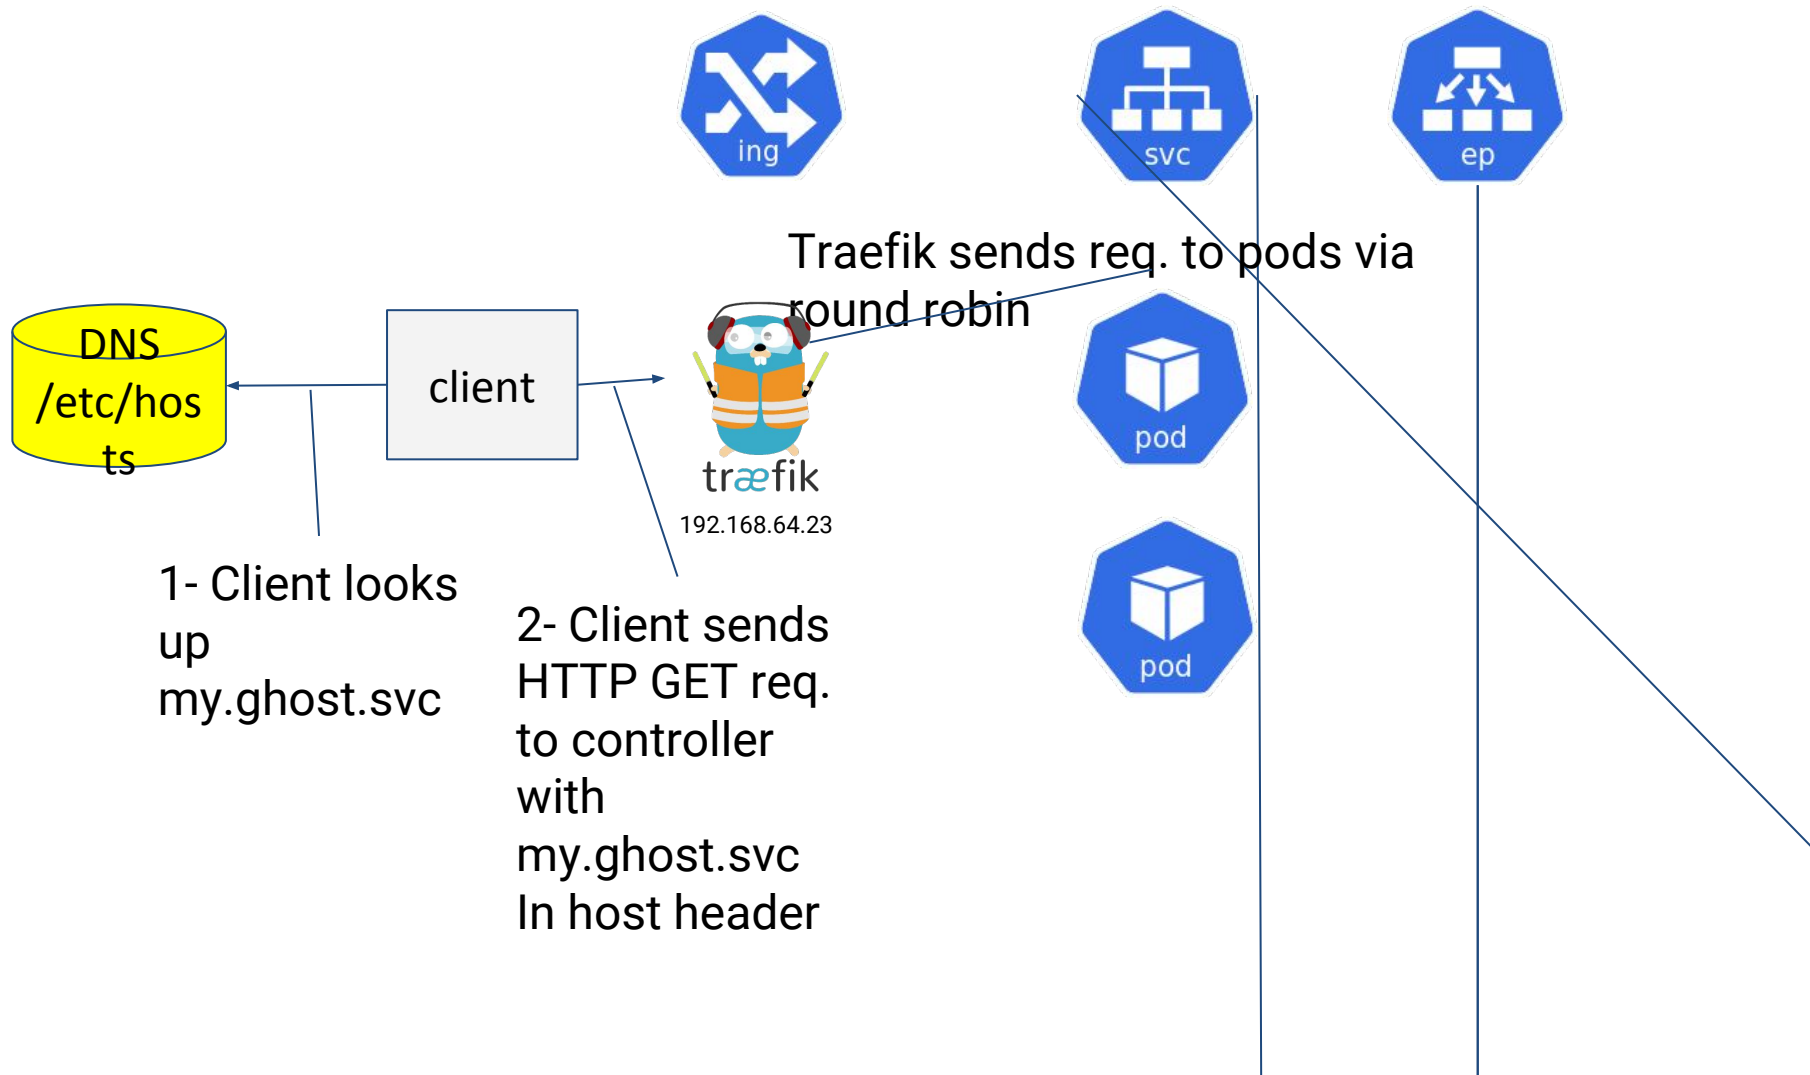 ing
svc
ep
Traefik sends req. to pods via
round robin
DNS
/etc/hos
ts
client
træfik
192.168.64.23
pod
pod
1- Client looks
up
my.ghost.svc
2- Client sends
HTTP GET req.
to controller
with
my.ghost.svc
In host header